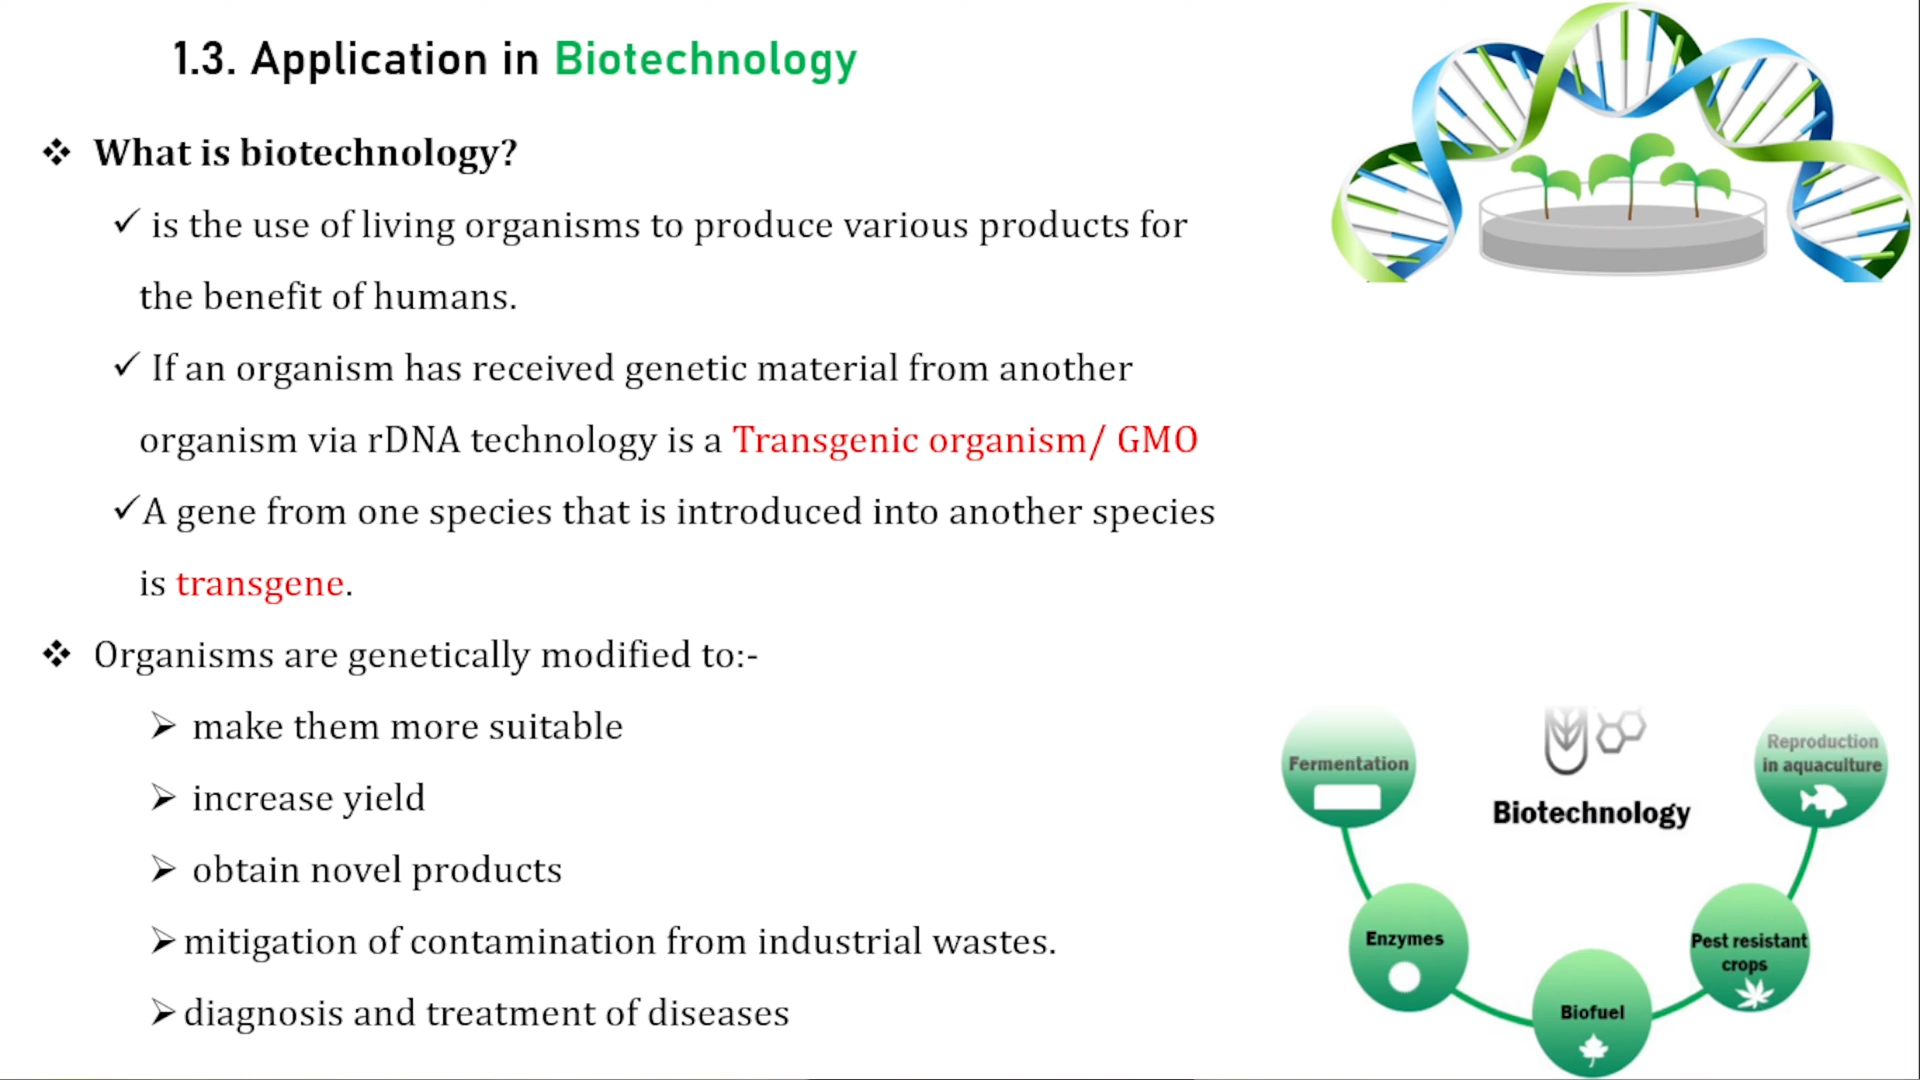 1.3. Application in Biotechnology
❖ What is biotechnology?
✓ is the use of living organisms to produce various products for
the benefit of humans.
✓ If an organism has received genetic material from another
organism via rDNA technology is a Transgenic organism/ GMO
✓A gene from one species that is introduced into another species
is transgene.
❖ Organisms are genetically modified to:-
➢ make them more suitable
➢ increase yield
➢ obtain novel products
➢mitigation of contamination from industrial wastes.
➢diagnosis and treatment of diseases
Fermentation
Biotechnology
Reproduction
in aquaculture
Enzymes
Biofuel
Pest resistant
crops